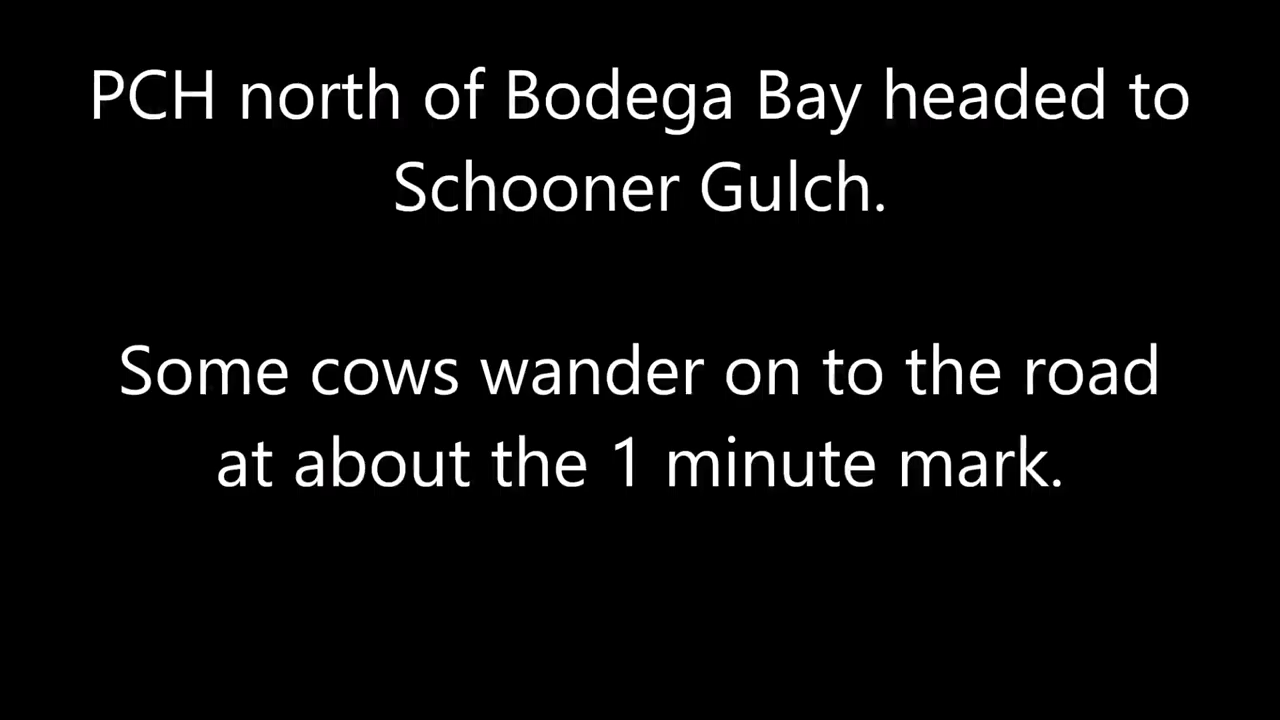 PCH north of Bodega Bay headed to
Schooner Gulch.
Some cows wander on to the road
at about the 1 minute mark.